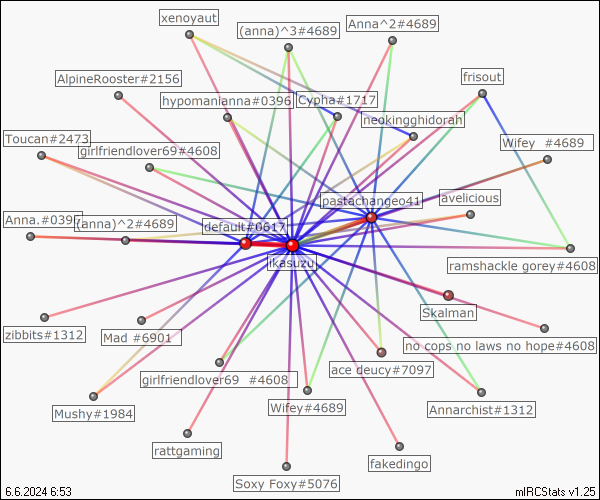 xenoyaut
(anna)^3#4689
Anna^2#4689
AlpineRooster#2156
frisout
hypomanianna#0396
Cypha#1717
neokingghidorah
Toucan#2473
girlfriendlover69#4608
Wifey #4689
pastachangeo41
avelicious
Anna.#039
(anna)^2#4689
default#0617
ikasuzu
ramshackle gorey#4608
Skalman
zibbits#1312
Mad #6901
no cops no laws no hope#4608
girlfriendlover69 #4608
ace deucy#7097
Mushy#1984
Wifey#4689
Annarchist#1312
rattgaming
fakedingo
Soxy Foxy#5076
6.6.2024 6:53
mIRCStats v1.25